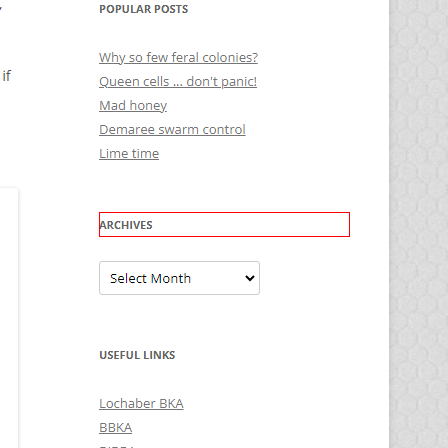 POPULAR POSTS
Why so few feral colonies?
Queen cells ... don't panic!
if
Mad honey
Demaree swarm control
Lime time
ARCHIVES
Select Month
USEFUL LINKS
Lochaber BKA
BBKA